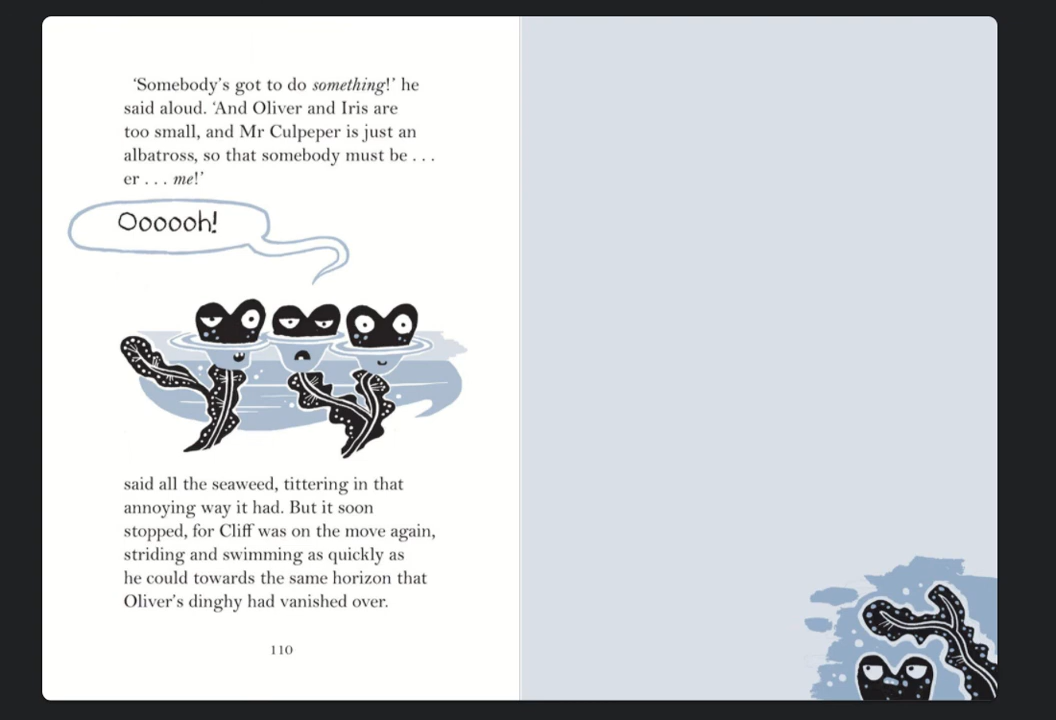 ‘Somebody’s got to do something!’ he
said aloud. ‘And Oliver and Iris are
too small, and Mr Culpeper is just an
albatross, so that somebody must be . . .
er . . . me!’
Oooooh!
said all the seaweed, tittering in that
annoying way it had. But it soon
stopped, for Cliff was on the move again,
striding and swimming as quickly as
he could towards the same horizon that
Oliver’s dinghy had vanished over.
110